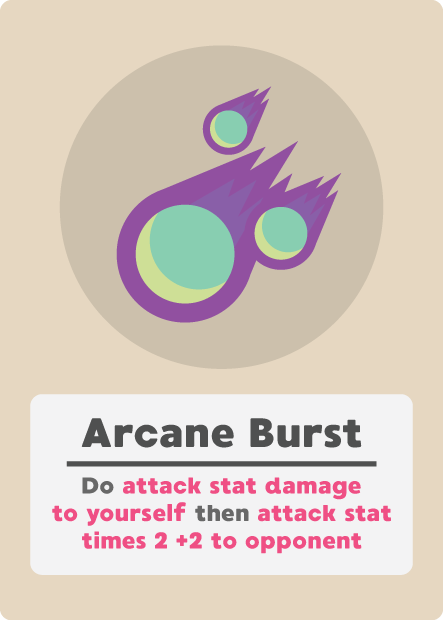 Arcane Burst
Do attack stat damage
to yourself then attack stat
times 2 +2 to opponent